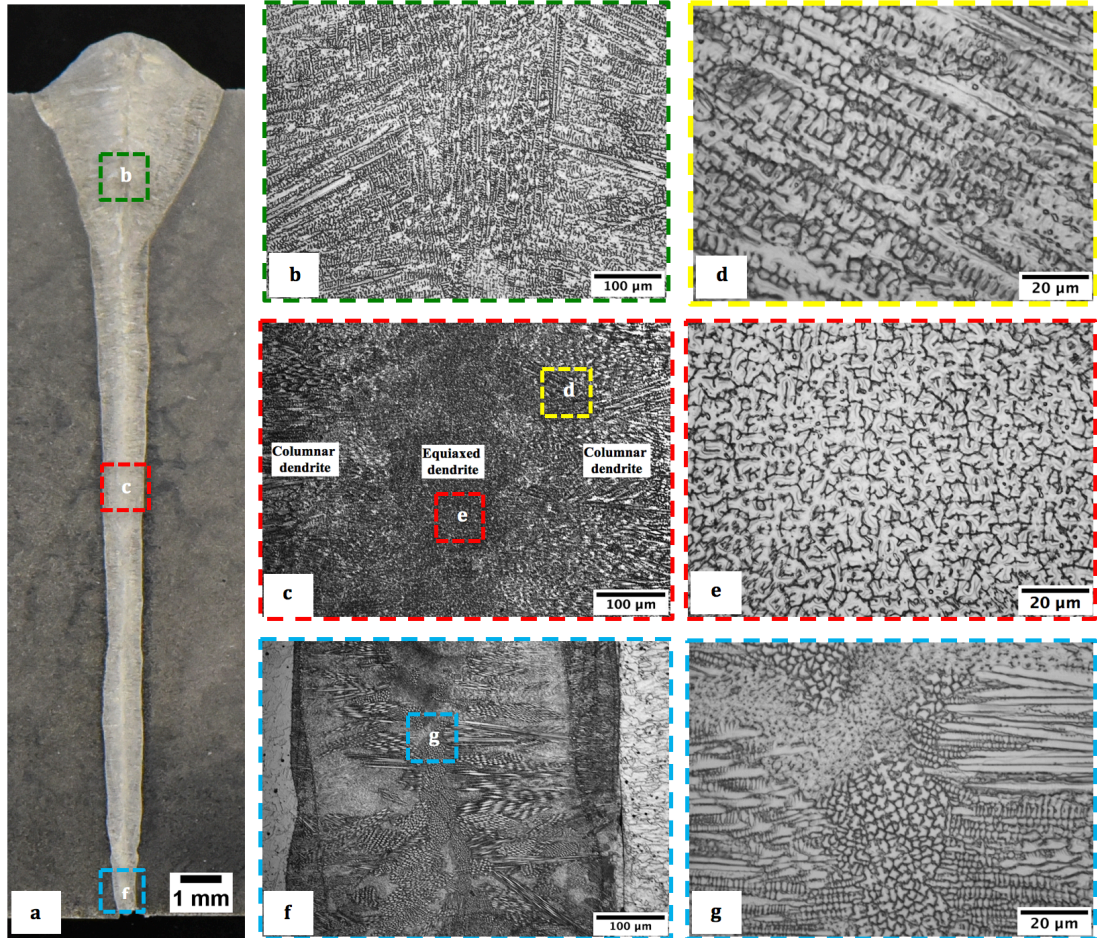 b
c
f
1 mm
a
b
100 µm
d
20 µm
d
Columnar
dendrite
Equiaxed
dendrite
Columnar
dendrite
e
c
100 µm
e
20 µm
g
f
100 µm
g
20 µm